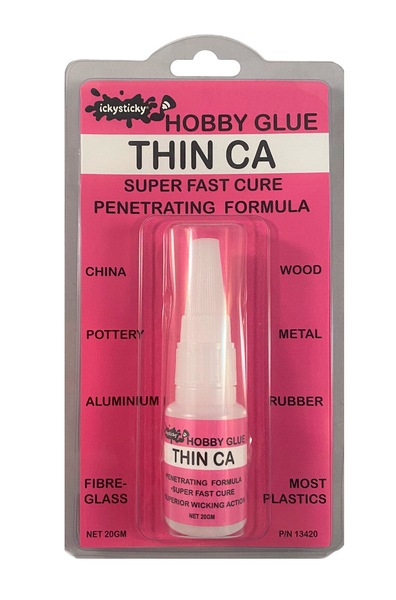 ickysticky
HOBBY GLUE
THIN CA
SUPER FAST CURE
PENETRATING FORMULA
CHINA WOOD
POTTERY METAL
ALUMINIUM RUBBER
FIBRE-
GLASS
MOST
PLASTICS
NET 20GM P/N 13420
ickysticky
HOBBY GLUE
THIN CA
PENETRATING FORMULA
•SUPER FAST CURE
SUPERIOR WICKING ACTION
NET 20GM